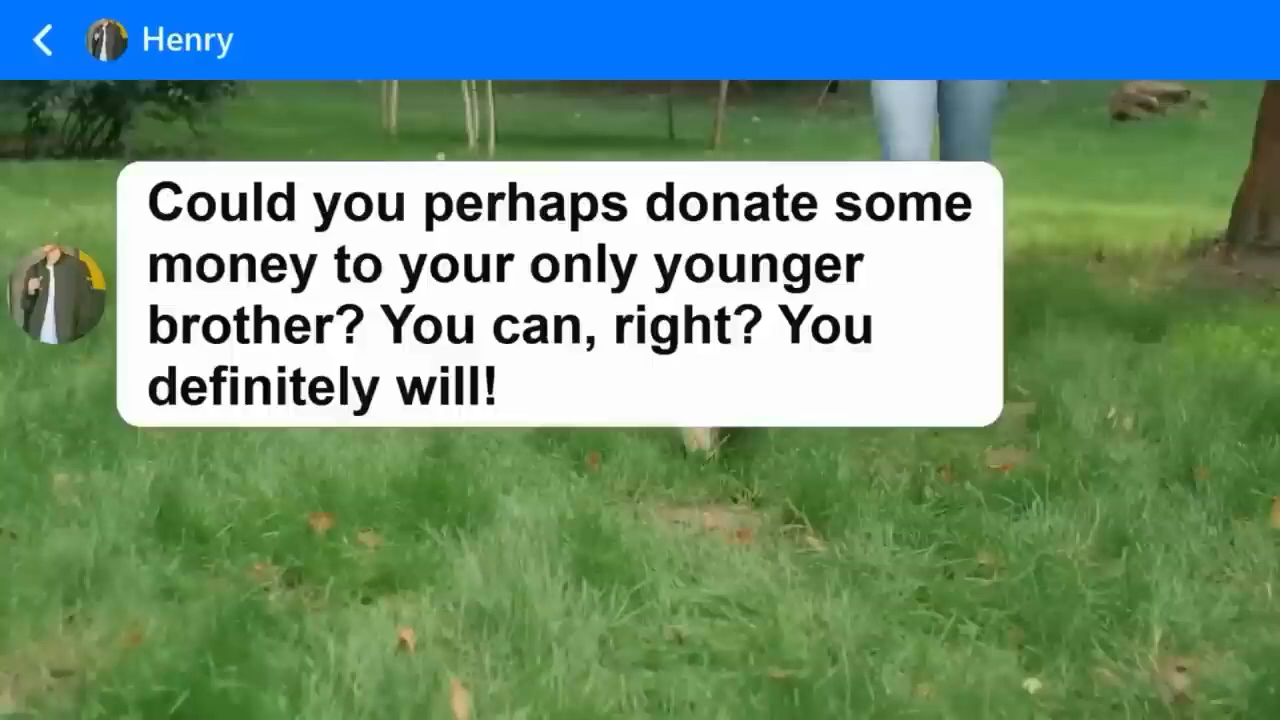 Henry
Could you perhaps donate some
money to your only younger
brother? You can, right? You
definitely will!